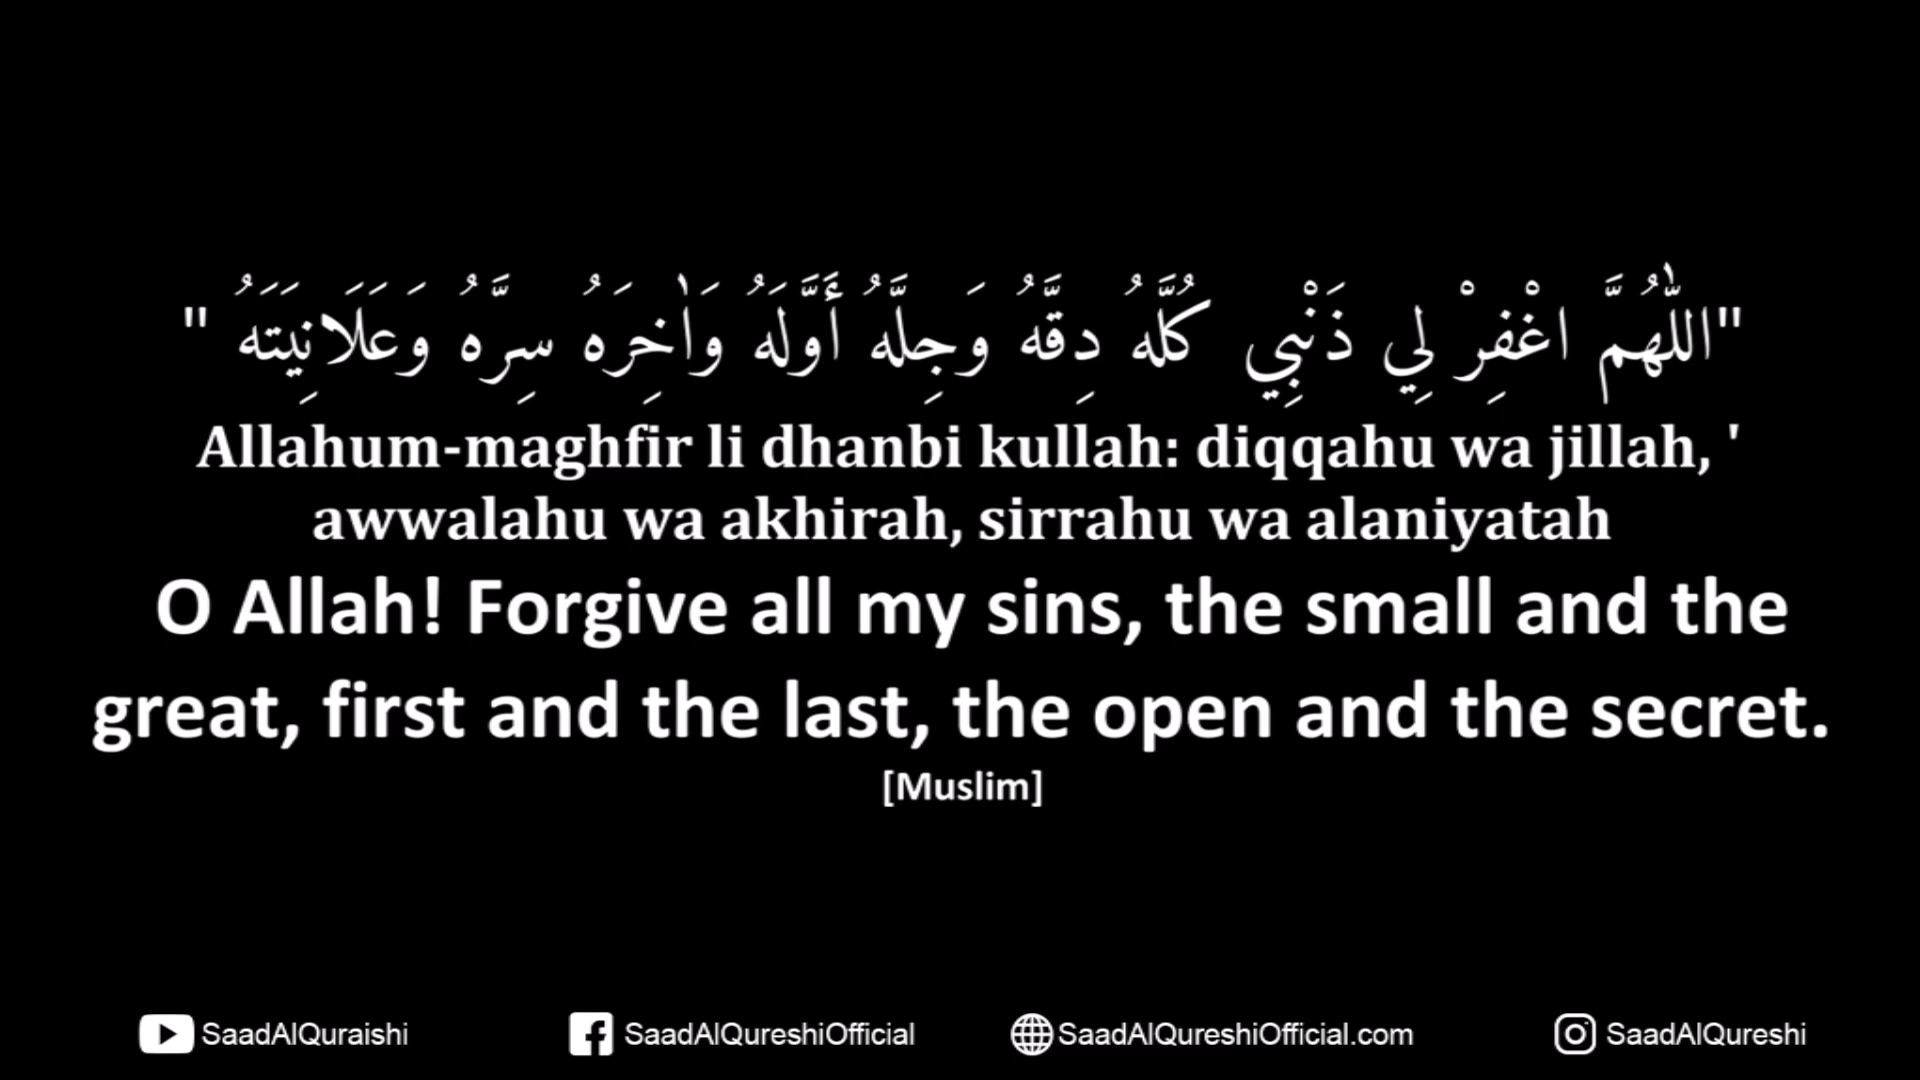 "اللّٰهُمَّ اغْفِرْ لِي ذَنْبِي كُلَّهُ دِقَّهُ وَجِلَّهُ أَوَّلَهُ وَاٰخِرَهُ سِرَّهُ وَعَلَانِيَتَهُ "
Allahum-maghfir li dhanbi kullah: diqqahu wa jillah, '
awwalahu wa akhirah, sirrahu wa alaniyatah
O Allah! Forgive all my sins, the small and the
great, first and the last, the open and the secret.
[Muslim]
SaadAlQuraishi SaadAlQureshiOfficial SaadAlQureshiOfficial.com SaadAlQureshi